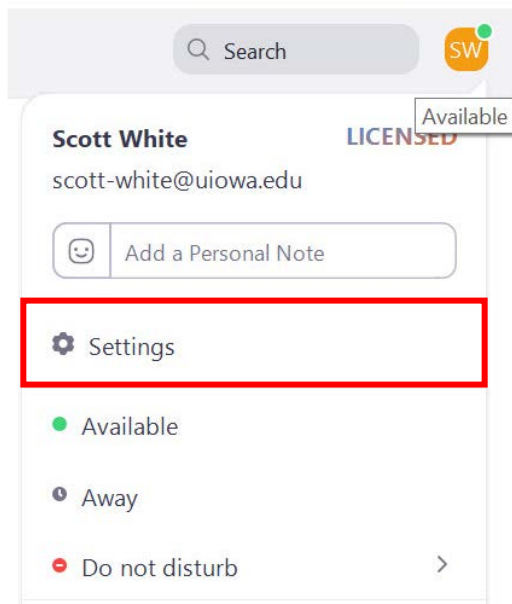 Search
SW
Available
Scott White LICENSED
scott-white@uiowa.edu
Add a Personal Note
Settings
Available
Away
Do not disturb